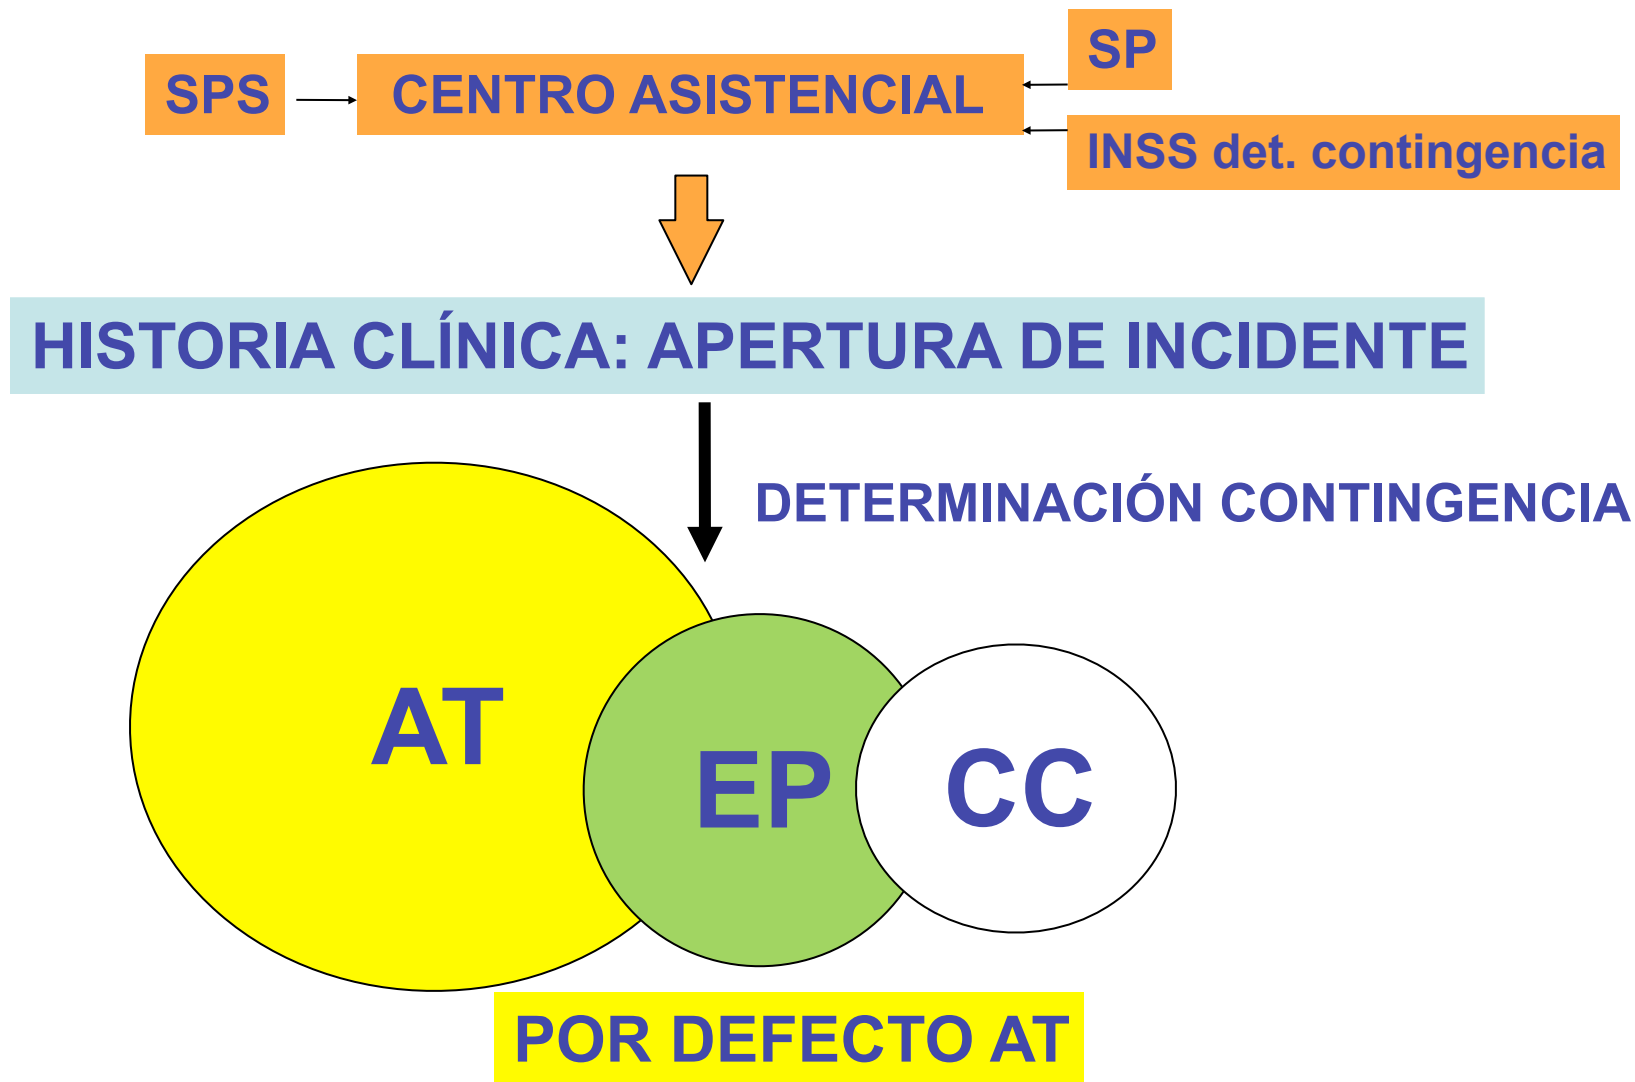 SP
SPS
CENTRO ASISTENCIAL
INSS det. contingencia
HISTORIA CLÍNICA: APERTURA DE INCIDENTE
DETERMINACIÓN CONTINGENCIA
AT
EP
CC
POR DEFECTO AT